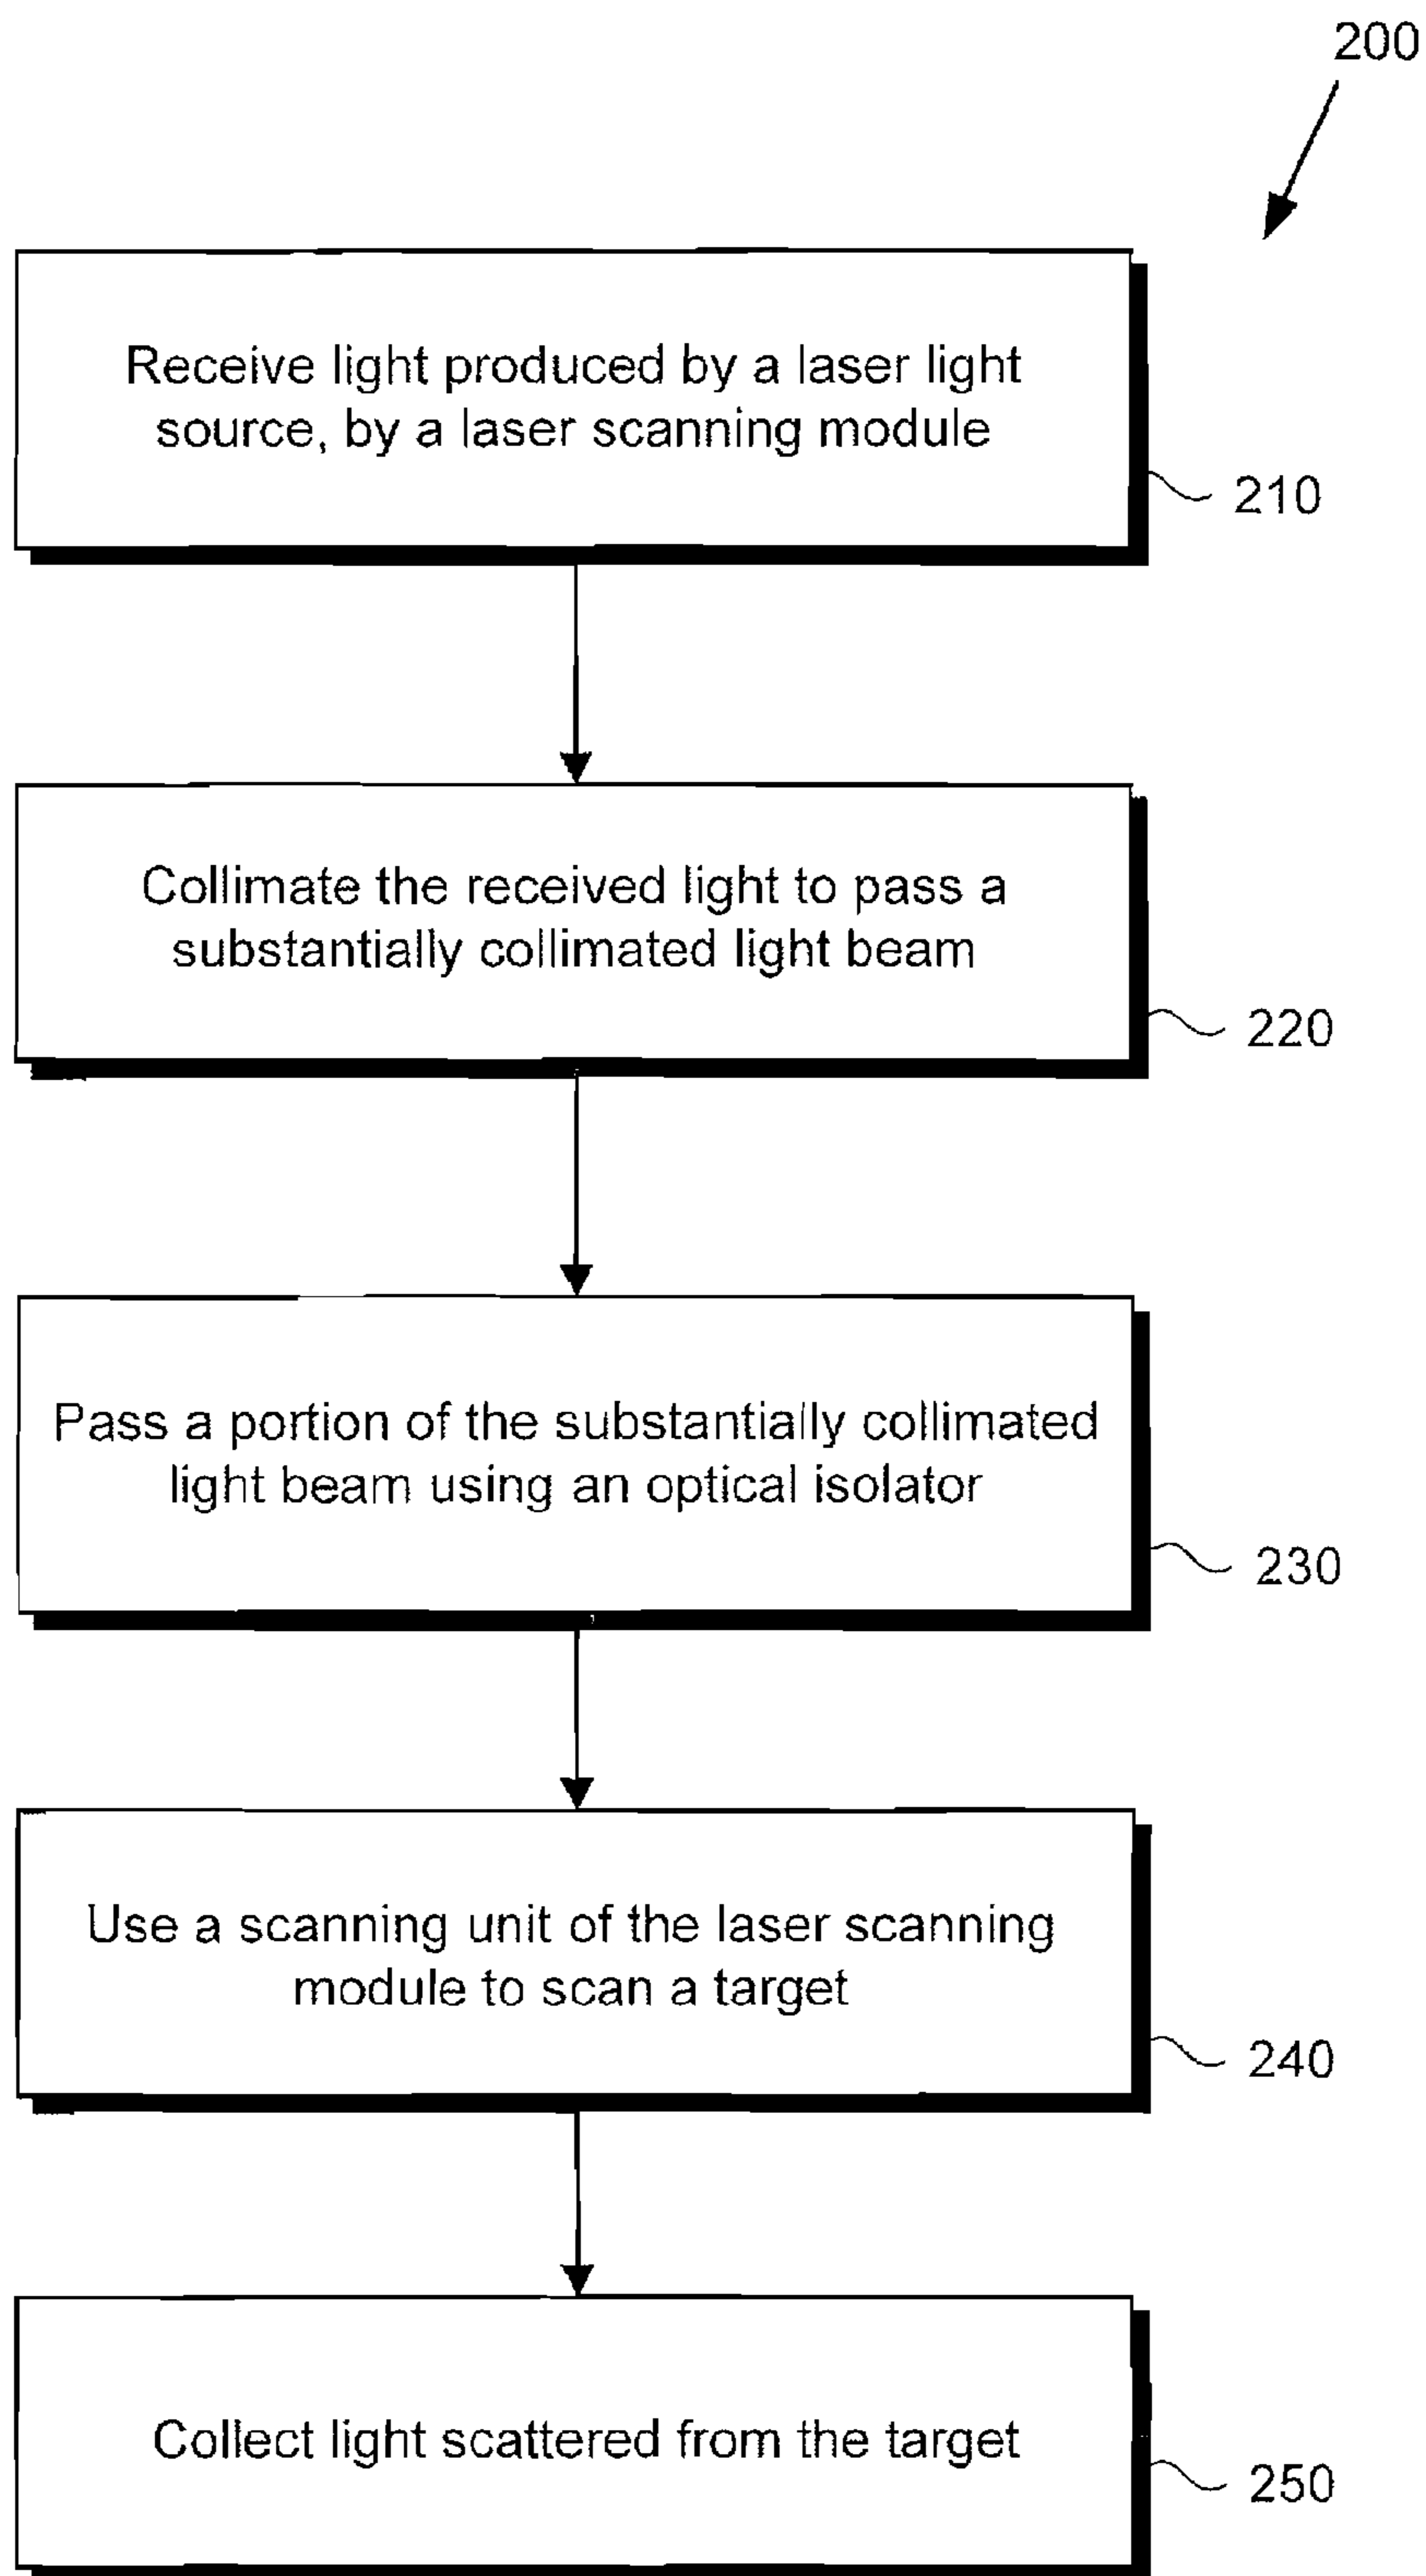 200
Receive light produced by a laser light
source, by a laser scanning module
210
Collimate the received light to pass a
substantially collimated light beam
220
Pass a portion of the substantially collimated
light beam using an optical isolator
230
Use a scanning unit of the laser scanning
module to scan a target
240
Collect light scattered from the target
250